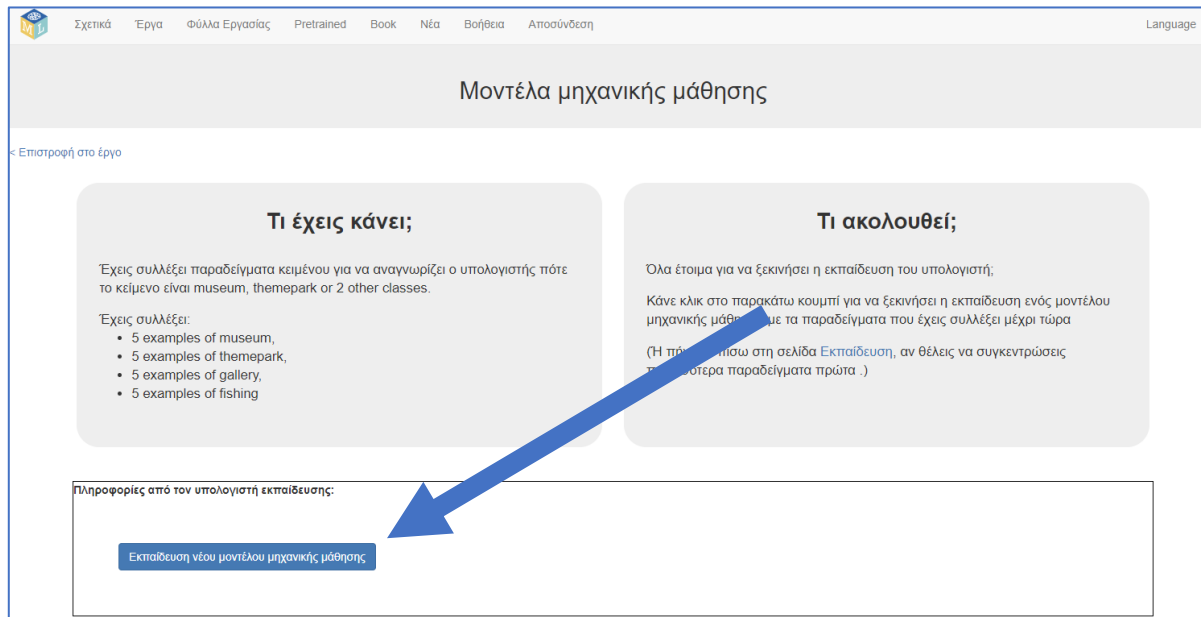 Σχετικά Έργα Φύλλα Εργασίας Pretrained Book Νέα Βοήθεια Αποσύνδεση Language
Μοντέλα μηχανικής μάθησης
< Επιστροφή στο έργο
Τι έχεις κάνει;
Έχεις συλλέξει παραδείγματα κειμένου για να αναγνωρίζει ο υπολογιστής πότε
το κείμενο είναι museum, themepark or 2 other classes.
Έχεις συλλέξει:
• 5 examples of museum,
• 5 examples of themepark,
• 5 examples of gallery,
• 5 examples of fishing
Τι ακολουθεί;
Όλα έτοιμα για να ξεκινήσει η εκπαίδευση του υπολογιστή;
Κάνε κλικ στο παρακάτω κουμπί για να ξεκινήσει η εκπαίδευση ενός μοντέλου
μηχανικής με τα παραδείγματα που έχεις συλλέξει μέχρι τώρα
(Ή στη σελίδα Εκπαίδευση, αν θέλεις να συγκεντρώσεις
παραδείγματα πρώτα .)
Πληροφορίες από τον υπολογιστή εκπαίδευσης:
Εκπαίδευση νέου μοντέλου μηχανικής μάθησης